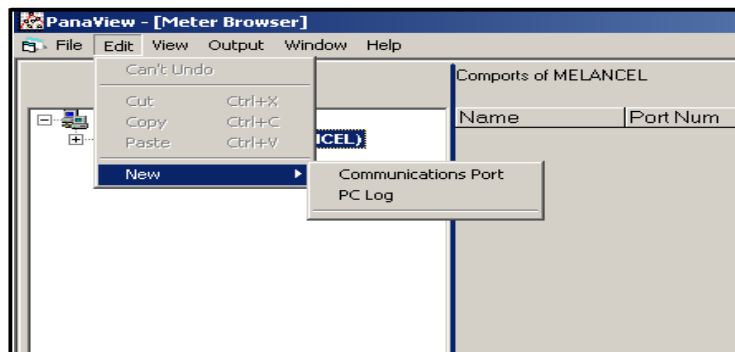 PanaView - [Meter Browser]
File Edit View Output Window Help
Can't Undo
Cut Ctrl+X
Copy Ctrl+C
Paste Ctrl+V
New
Communications Port
PC Log
Comports of MELANCEL
Name Port Num
CEL)